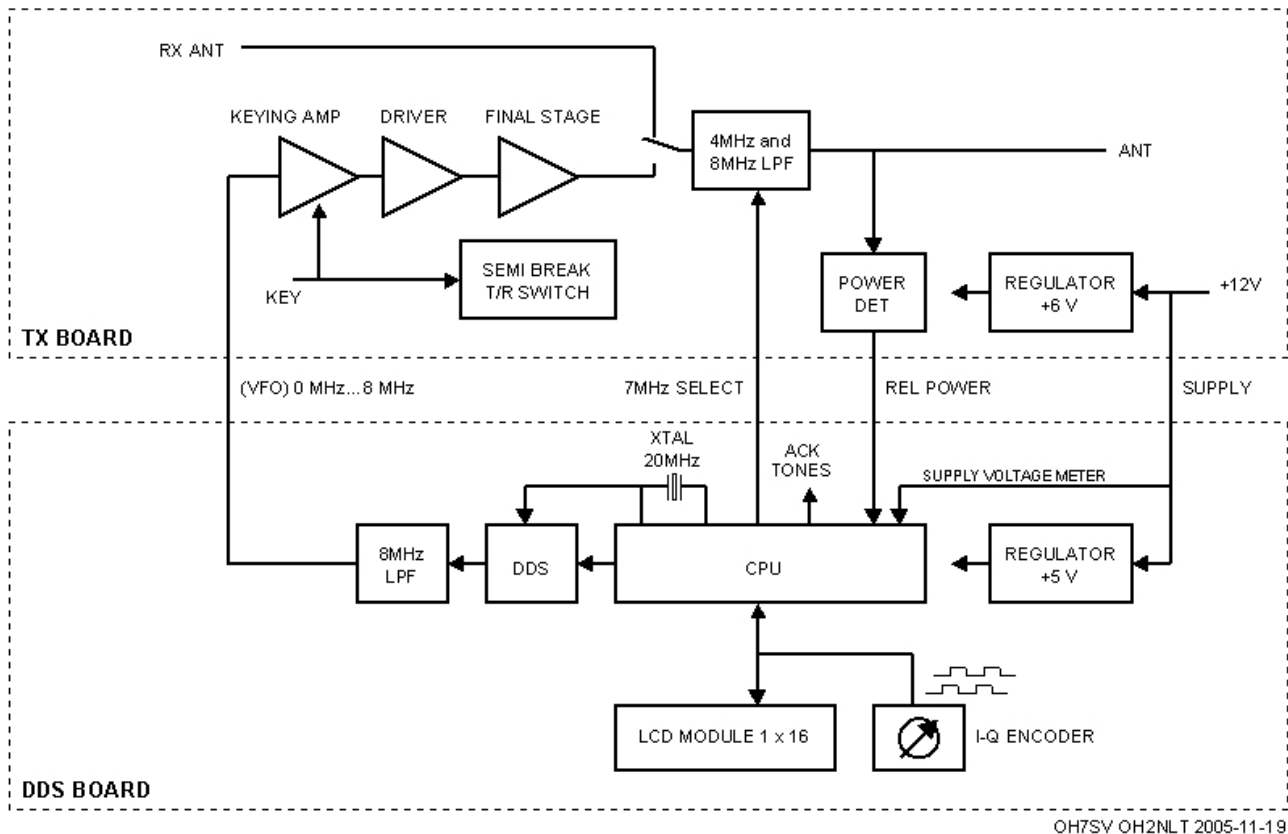 RX ANT
KEYING AMP
DRIVER
FINAL STAGE
4MHz and
8MHz LPF
ANT
KEY
SEMI BREAK
T/R SWITCH
POWER
DET
REGULATOR
+6 V
+12V
TX BOARD
(VFO) 0 MHz...8 MHz
7MHz SELECT
REL POWER
SUPPLY
XTAL
20MHz
ACK
TONES
SUPPLY VOLTAGE METER
8MHz
LPF
DDS
CPU
REGULATOR
+5 V
LCD MODULE 1 x 16
I-Q ENCODER
DDS BOARD
OH7SV OH2NLT 2005-11-19